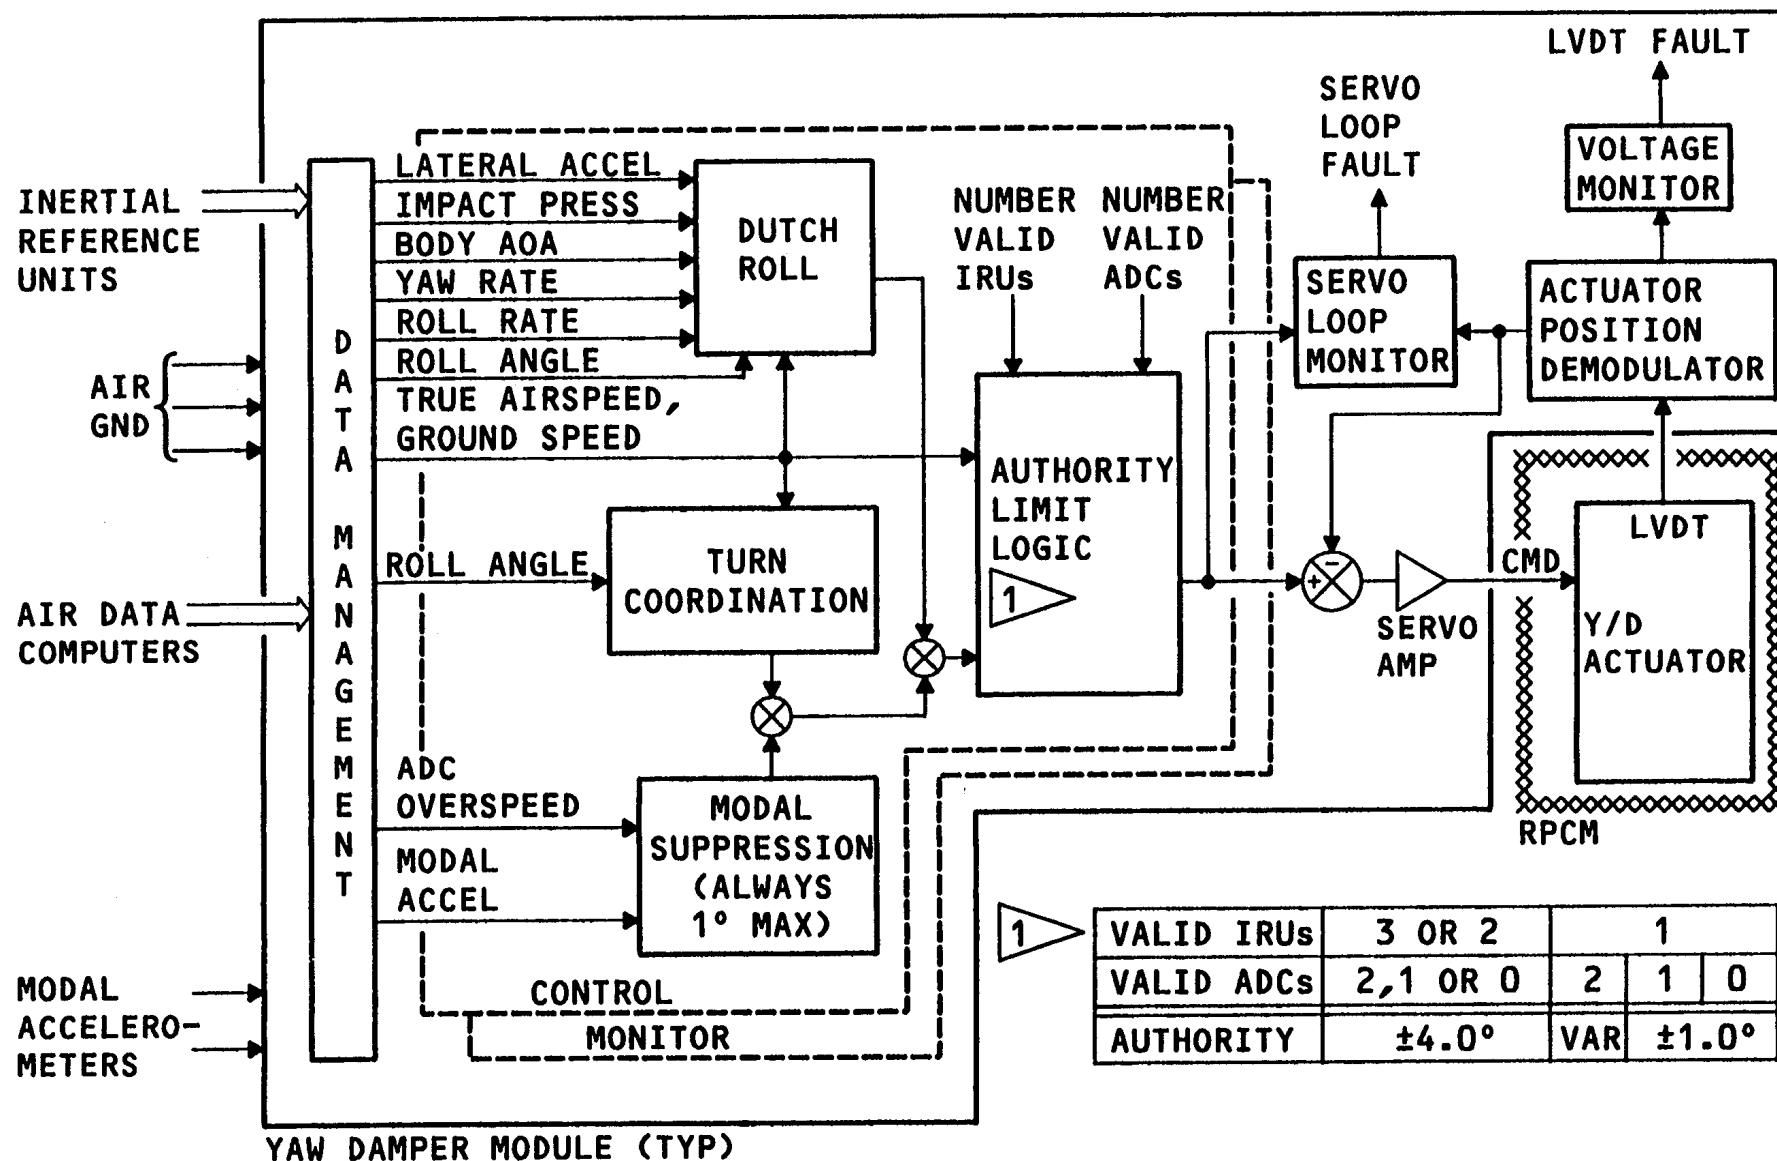 LVDT FAULT
SERVO
LOOP
FAULT
VOLTAGE
MONITOR
INERTIAL
REFERENCE
UNITS
LATERAL ACCEL
IMPACT PRESS
BODY AOA
YAW RATE
ROLL RATE
ROLL ANGLE
TRUE AIRSPEED,
GROUND SPEED
DUTCH
ROLL
NUMBER
VALID
IRUs
NUMBER
VALID
ADCs
SERVO
LOOP
MONITOR
ACTUATOR
POSITION
DEMODULATOR
AIR
GND
DATA MANAGEMENT
AUTHORITY
LIMIT
LOGIC
1
ROLL ANGLE
TURN
COORDINATION
+
-
SERVO
AMP
CMD
LVDT
Y/D
ACTUATOR
RPCM
AIR DATA
COMPUTERS
ADC
OVERSPEED
MODAL
ACCEL
MODAL
SUPPRESSION
(ALWAYS
1° MAX)
CONTROL
MONITOR
MODAL
ACCELERO-
METERS
1
VALID IRUs 3 OR 2 1
VALID ADCs 2,1 OR 0 2 1 0
AUTHORITY ±4.0° VAR ±1.0°
YAW DAMPER MODULE (TYP)